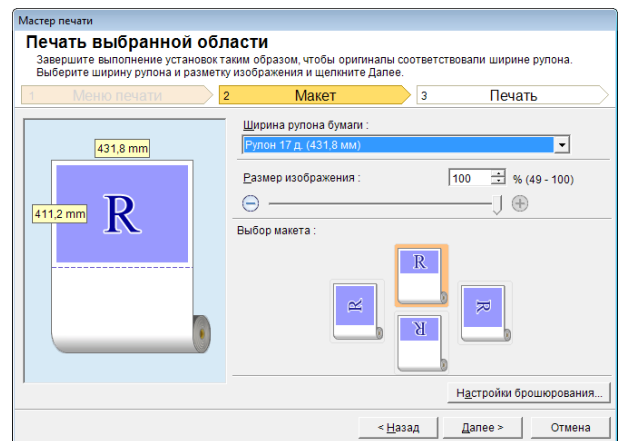 Мастер печати
Печать выбранной области
Завершите выполнение установок таким образом, чтобы оригиналы соответствовали ширине рулона.
Выберите ширину рулона и разметку изображения и щелкните Далее.
1 Меню печати 2 Макет 3 Печать
Ширина рулона бумаги :
431,8 mm
Рулон 17 д. (431,8 мм)
Размер изображения : 100 % (49 - 100)
411,2 mm
R
Выбор макета :
R
R
R
R
Настройки брошюрования...
< Назад Далее > Отмена